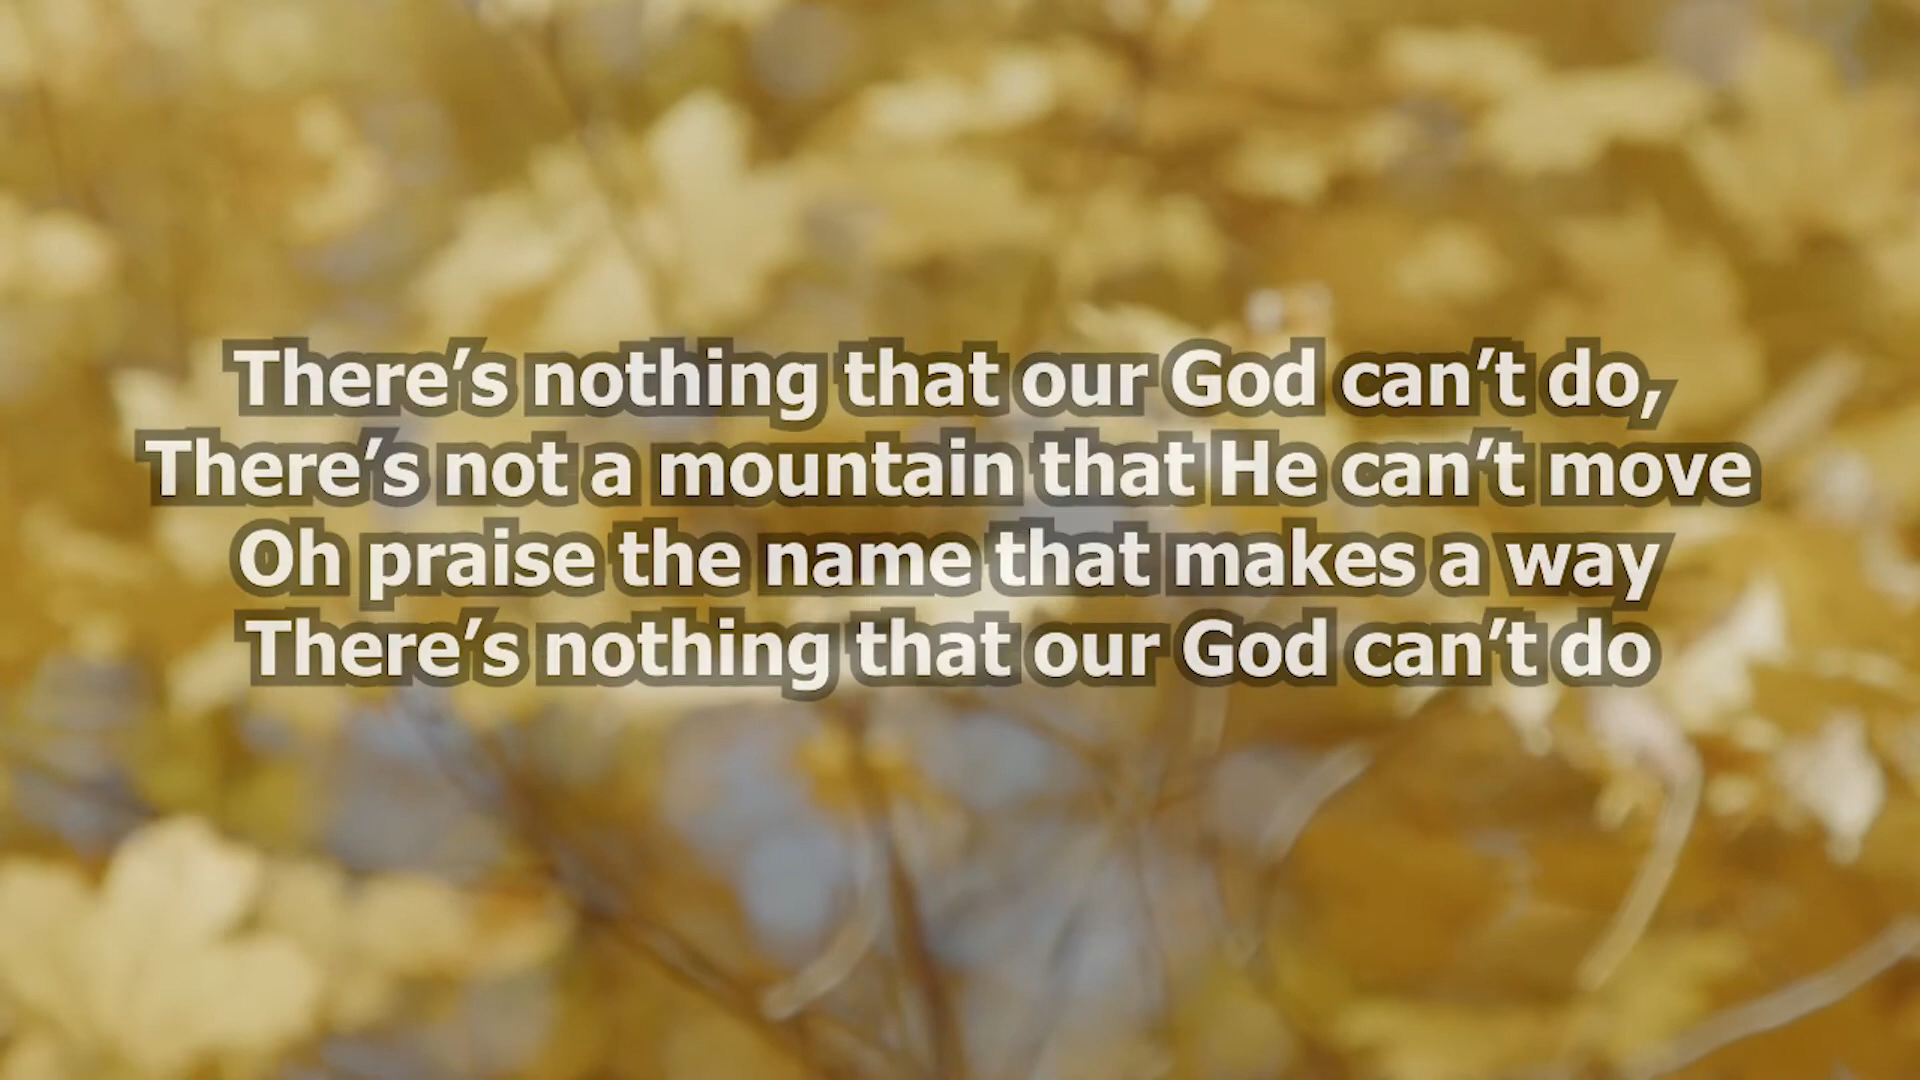 There’s nothing that our God can’t do,
There’s not a mountain that He can’t move
Oh praise the name that makes a way
There’s nothing that our God can’t do